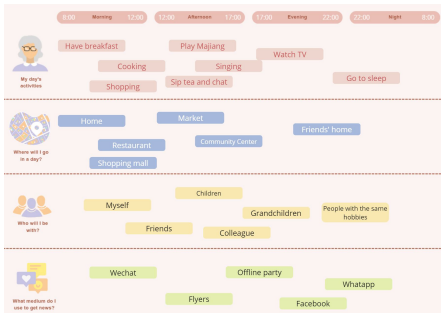 8:00 Morning 12:00
12:00 Afternoon 17:00
17:00 Evening 22:00
22:00 Night 8:00
My day's
activities
Have breakfast
Play Majiang
Watch TV
Cooking
Singing
Go to sleep
Shopping
Sip tea and chat
Where will I go
in a day?
Home
Market
Friends' home
Restaurant
Community Center
Shopping mall
Who will I be
with?
Children
Myself
Grandchildren
People with the same
hobbies
Friends
Colleague
What medium do I
use to get news?
Wechat
Offline party
Whatapp
Flyers
Facebook